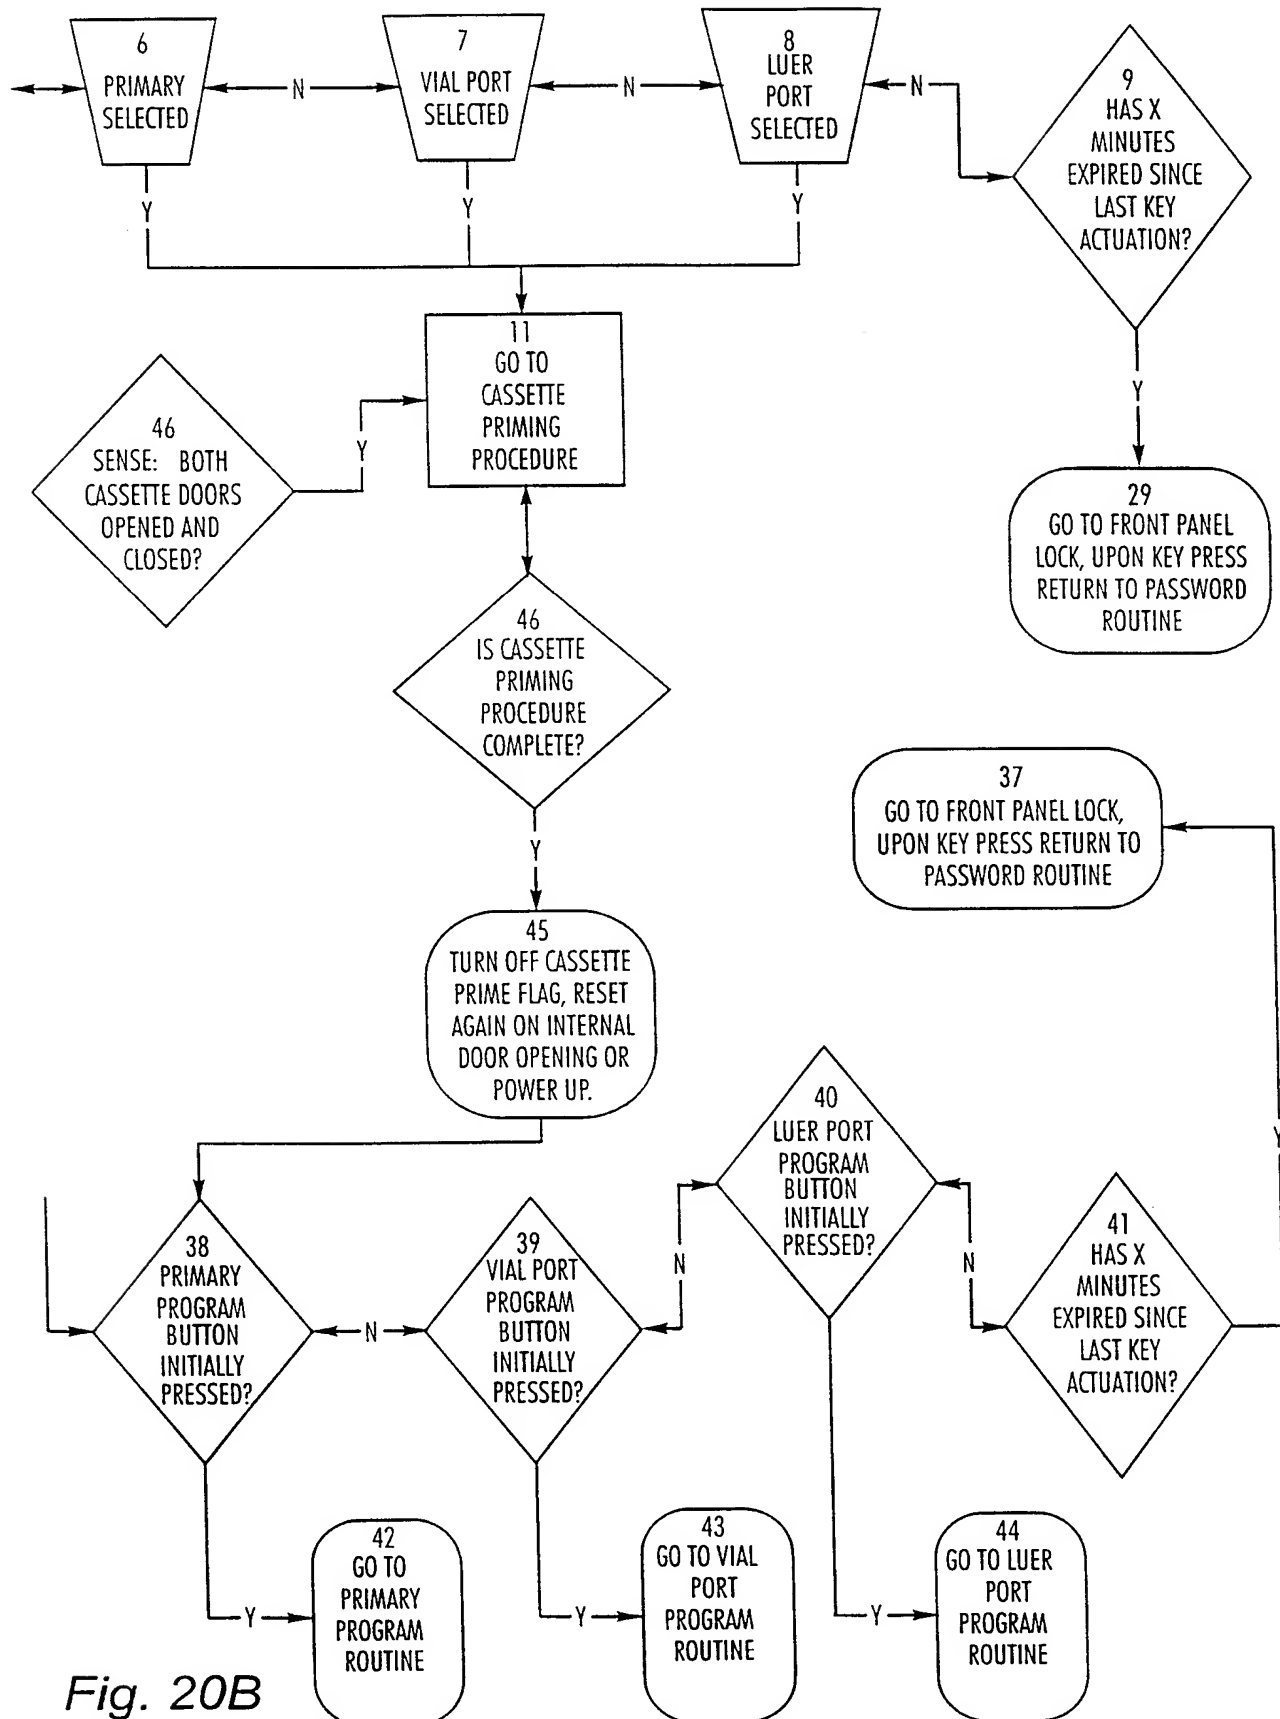 6
PRIMARY
SELECTED
N
7
VIAL PORT
SELECTED
N
8
LUER
PORT
SELECTED
N
9
HAS X
MINUTES
EXPIRED SINCE
LAST KEY
ACTUATION?
Y
Y
Y
11
GO TO
CASSETTE
PRIMING
PROCEDURE
Y
29
GO TO FRONT PANEL
LOCK, UPON KEY PRESS
RETURN TO PASSWORD
ROUTINE
46
SENSE: BOTH
CASSETTE DOORS
OPENED AND
CLOSED?
Y
46
IS CASSETTE
PRIMING
PROCEDURE
COMPLETE?
Y
37
GO TO FRONT PANEL LOCK,
UPON KEY PRESS RETURN TO
PASSWORD ROUTINE
45
TURN OFF CASSETTE
PRIME FLAG, RESET
AGAIN ON INTERNAL
DOOR OPENING OR
POWER UP.
38
PRIMARY
PROGRAM
BUTTON
INITIALLY
PRESSED?
N
39
VIAL PORT
PROGRAM
BUTTON
INITIALLY
PRESSED?
N
40
LUER PORT
PROGRAM
BUTTON
INITIALLY
PRESSED?
N
41
HAS X
MINUTES
EXPIRED SINCE
LAST KEY
ACTUATION?
Y
Y
42
GO TO
PRIMARY
PROGRAM
ROUTINE
Y
43
GO TO VIAL
PORT
PROGRAM
ROUTINE
Y
44
GO TO LUER
PORT
PROGRAM
ROUTINE
Fig. 20B